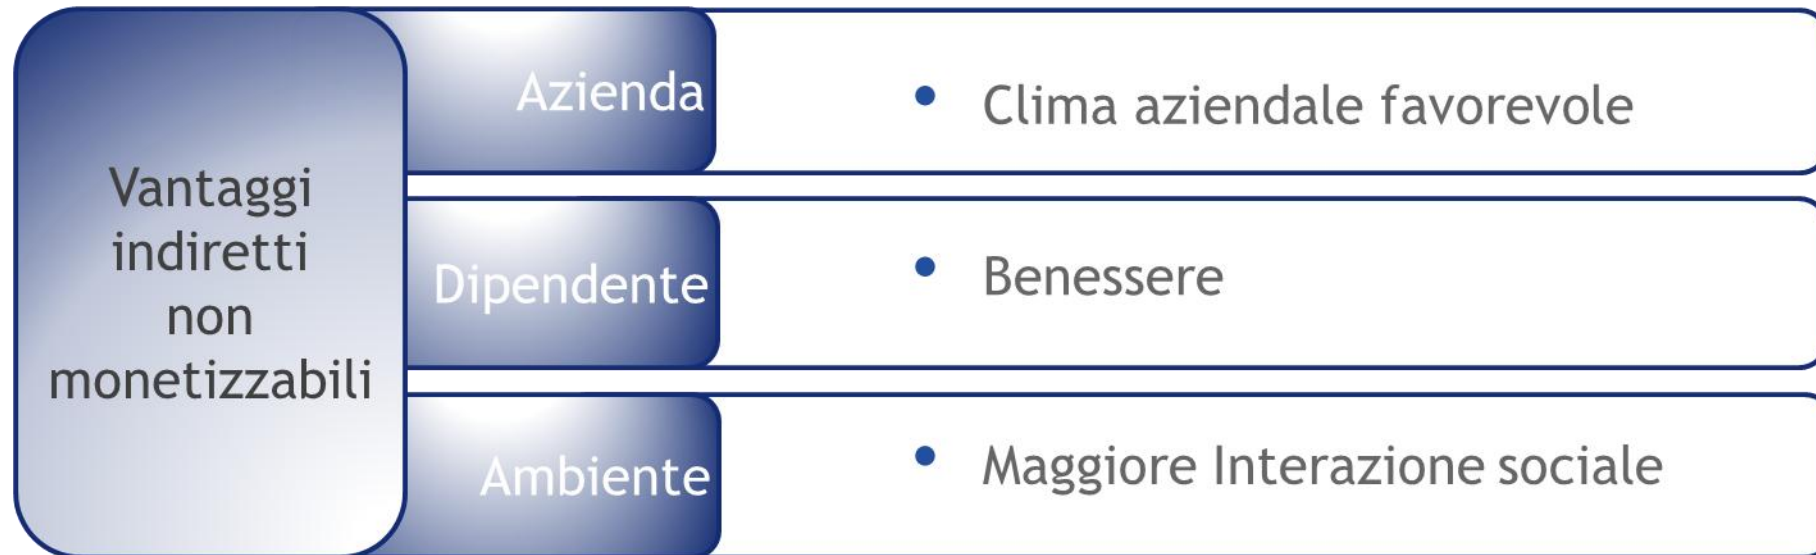 Vantaggi
indiretti
non
monetizzabili
Azienda
• Clima aziendale favorevole
Dipendente
• Benessere
Ambiente
• Maggiore Interazione sociale